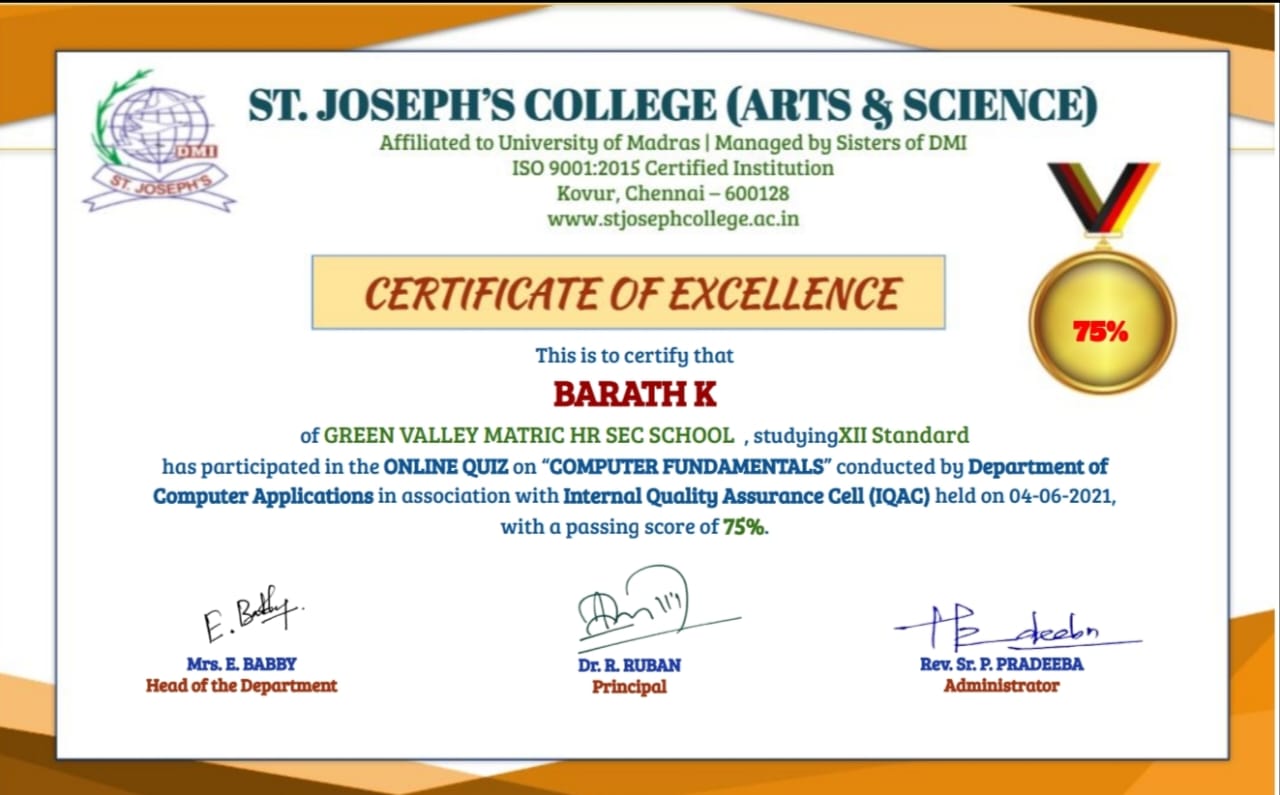 ST. JOSEPH'S COLLEGE (ARTS & SCIENCE)
Affiliated to University of Madras | Managed by Sisters of DMI
ISO 9001:2015 Certified Institution
Kovur, Chennai – 600128
www.stjosephcollege.ac.in
DMI
ST. JOSEPH'S
CERTIFICATE OF EXCELLENCE
75%
This is to certify that
BARATH K
of GREEN VALLEY MATRIC HR SEC SCHOOL , studyingXII Standard
has participated in the ONLINE QUIZ on “COMPUTER FUNDAMENTALS” conducted by Department of
Computer Applications in association with Internal Quality Assurance Cell (IQAC) held on 04-06-2021,
with a passing score of 75%.
E. Babby
Mrs. E. BABBY
Head of the Department
Dr. R. RUBAN
Principal
Rev. Sr. P. PRADEEBA
Administrator